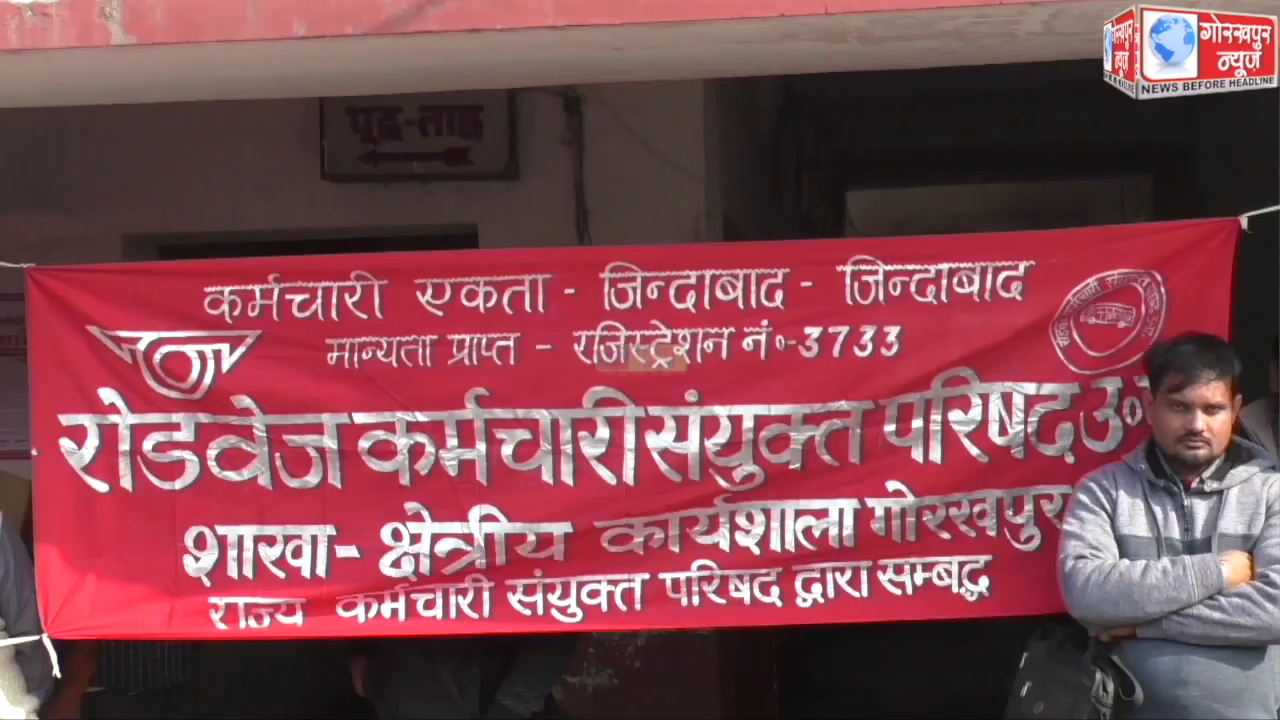 गोरखपुर
न्यूज़
NEWS BEFORE HEADLINE
पूछ-ताछ
कर्मचारी एकता - जिन्दाबाद - जिन्दाबाद
मान्यता प्राप्त - रजिस्ट्रेशन नं०-3733
रोडवेज कर्मचारी संयुक्त परिषद उ०
शाखा- क्षेत्रीय कार्यशाला गोरखपुर
राज्य कर्मचारी संयुक्त परिषद द्वारा सम्बद्ध